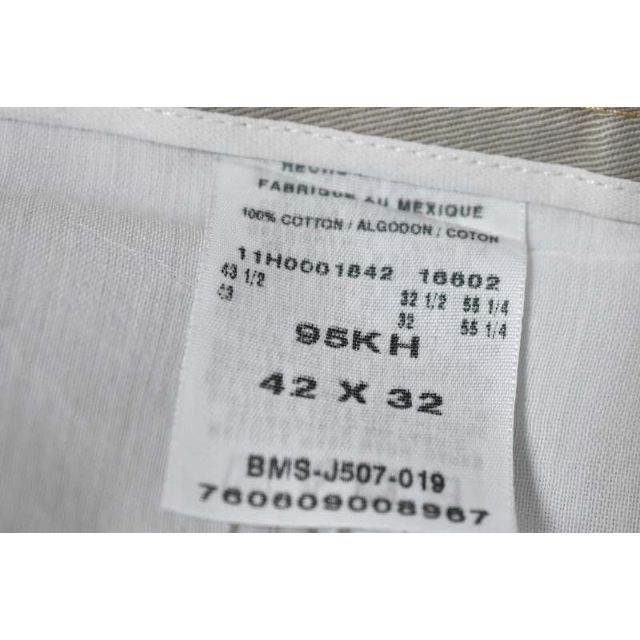 HECHO
FABRIQUE AU MEXIQUE
100% COTTON / ALGODON / COTON
11H0001842 16602
43 1/2 32 1/2 55 1/4
43 32 55 1/4
95KH
42 X 32
BMS-J507-019
760609008967